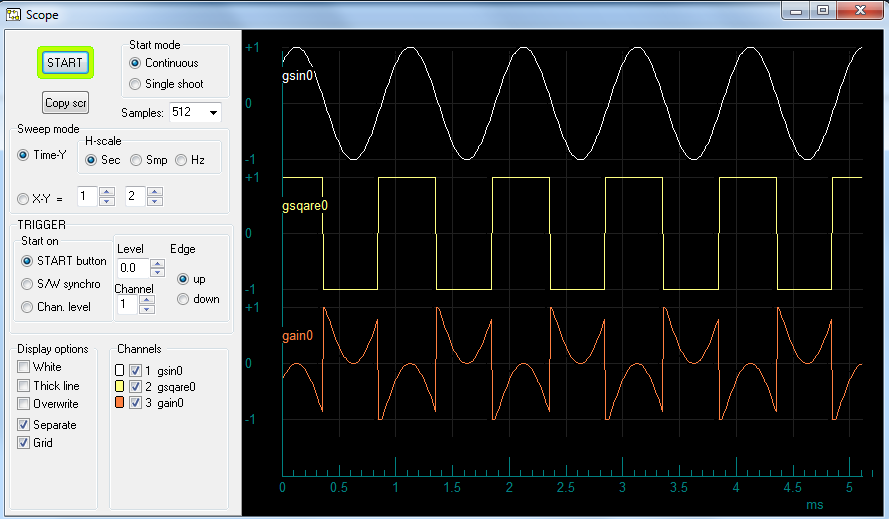 Scope
START
Start mode
Continuous
Single shoot
Copy scr
Samples: 512
Sweep mode
H-scale
Time-Y
Sec Smp Hz
X-Y = 1 2
TRIGGER
Start on
START button
S/W synchro
Chan. level
Level
0.0
Channel
1
Edge
up
down
Display options
White
Thick line
Overwrite
Separate
Grid
Channels
1 gsin0
2 gsqare0
3 gain0
+1
gsin0
0
-1
+1
gsqare0
0
-1
+1
gain0
0
-1
0 0.5 1 1.5 2 2.5 3 3.5 4 4.5 5
ms